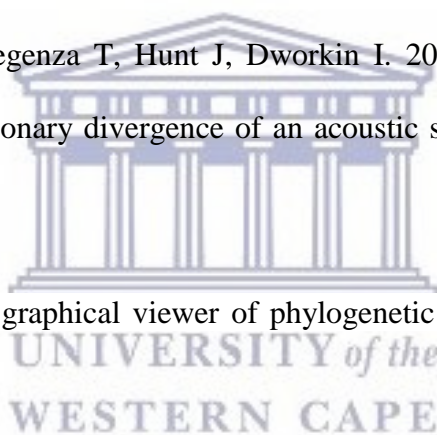 egenza T, Hunt J, Dworkin I. 20
onary divergence of an acoustic s
graphical viewer of phylogenetic
UNIVERSITY of the
WESTERN CAPE